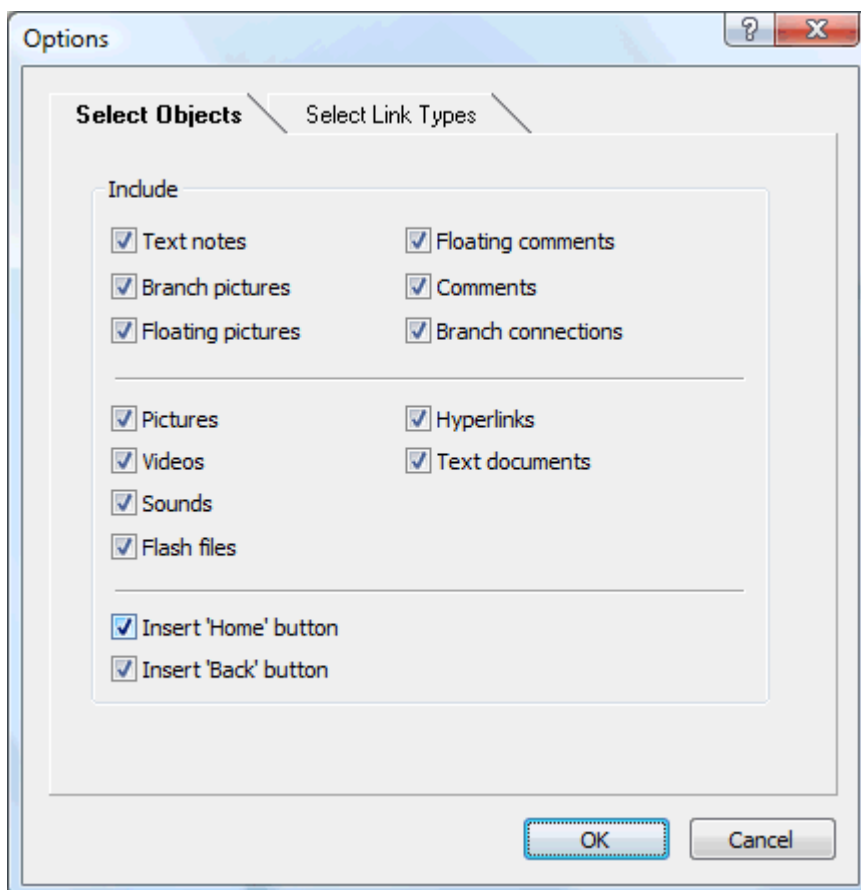 Options
Select Objects Select Link Types
Include
Text notes Floating comments
Branch pictures Comments
Floating pictures Branch connections
Pictures Hyperlinks
Videos Text documents
Sounds
Flash files
Insert 'Home' button
Insert 'Back' button
OK Cancel